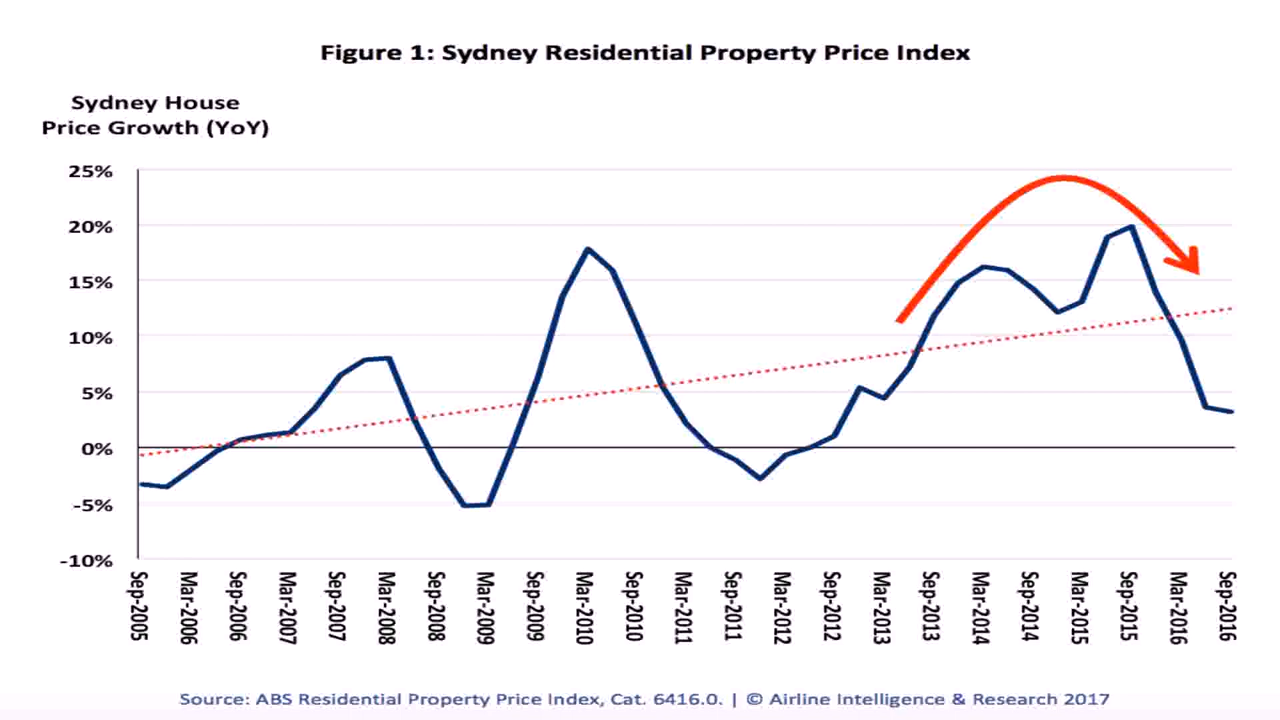 Figure 1: Sydney Residential Property Price Index
Sydney House
Price Growth (YoY)
25%
20%
15%
10%
5%
0%
-5%
-10%
Sep-2005
Mar-2006
Sep-2006
Mar-2007
Sep-2007
Mar-2008
Sep-2008
Mar-2009
Sep-2009
Mar-2010
Sep-2010
Mar-2011
Sep-2011
Mar-2012
Sep-2012
Mar-2013
Sep-2013
Mar-2014
Sep-2014
Mar-2015
Sep-2015
Mar-2016
Sep-2016
Source: ABS Residential Property Price Index, Cat. 6416.0. | © Airline Intelligence & Research 2017